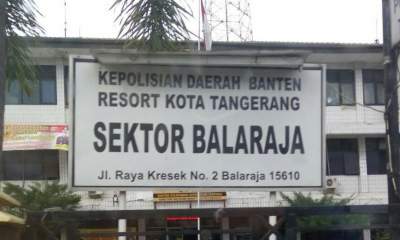 KEPOLISIAN DAERAH BANTEN
RESORT KOTA TANGERANG
SEKTOR BALARAJA
Jl. Raya Kresek No. 2 Balaraja 15610